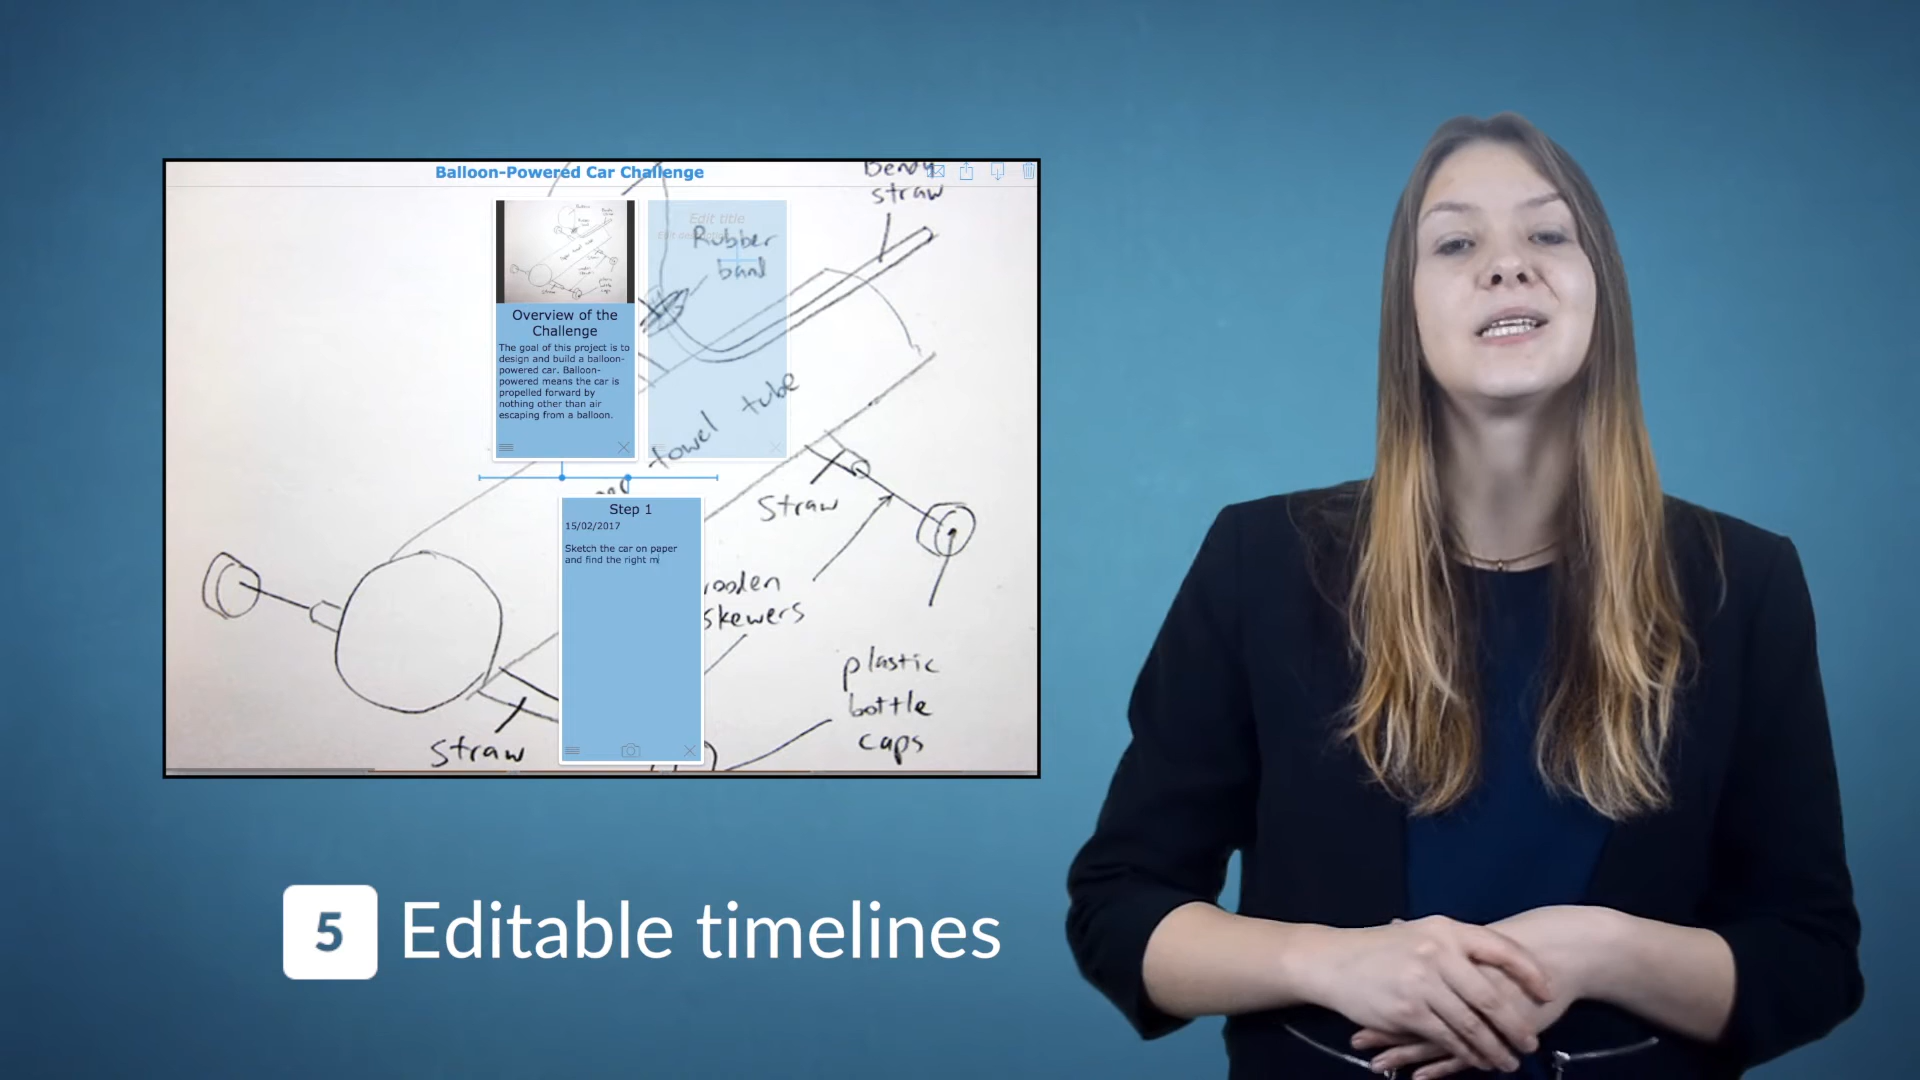 Balloon-Powered Car Challenge
Bendy
straw
Edit title
Rubber
band
Overview of the
Challenge
The goal of this project is to
design and build a balloon-
powered car. Balloon-
powered means the car is
propelled forward by
nothing other than air
escaping from a balloon.
towel tube
Straw
Step 1
15/02/2017
Sketch the car on paper
and find the right m
wooden
skewers
plastic
bottle
caps
Straw
5 Editable timelines